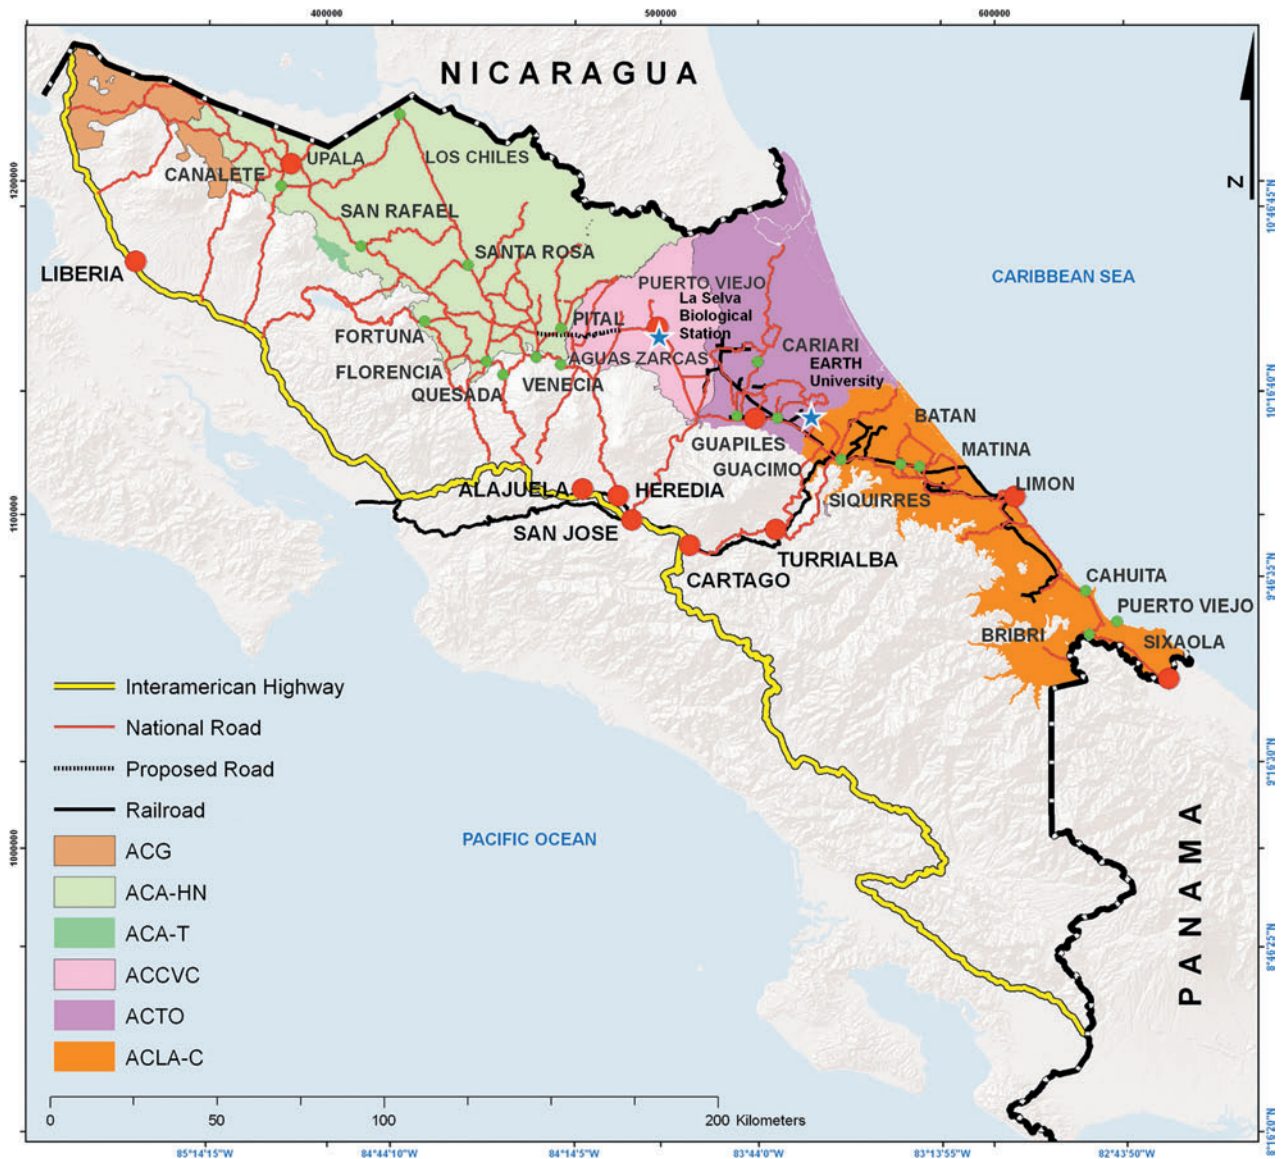 400000
500000
600000
NICARAGUA
LOS CHILES
UPALA
CANALETE
1200000
10°49'5"N
Z
SAN RAFAEL
SANTA ROSA
LIBERIA
CARIBBEAN SEA
PUERTO VIEJO
La Selva
Biological
Station
PITAL
FORTUNA
CARIARI
AGUAS ZARCAS
EARTH
University
FLORENCIA
VENECIA
QUESADA
BATAN
GUAPILES
MATINA
GUACIMO
LIMON
ALAJUELA
HEREDIA
SIQUIRRES
1100000
SAN JOSE
TURRIALBA
CARTAGO
CAHUITA
PUERTO VIEJO
BRIBRI
SIXAOLA
Interamerican Highway
National Road
Proposed Road
Railroad
PACIFIC OCEAN
1000000
ACG
ACA-HN
ACA-T
ACCVC
ACTO
ACLA-C
PANAMA
0
50
100
200 Kilometers
85°14'15"W
84°44'10"W
84°14'5"W
83°44'0"W
83°13'55"W
82°43'50"W